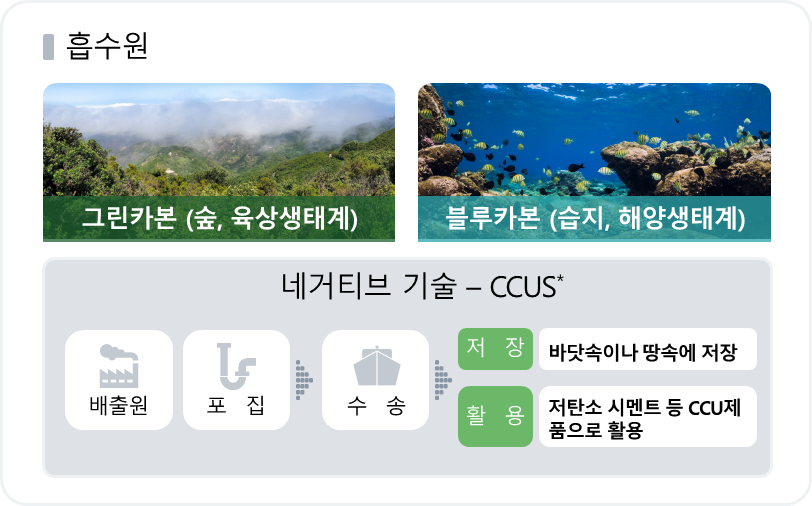 흡수원
그린카본 (숲, 육상생태계)
블루카본 (습지, 해양생태계)
네거티브 기술 – CCUS*
배출원
포 집
수 송
저 장
바닷속이나 땅속에 저장
활 용
저탄소 시멘트 등 CCU제
품으로 활용